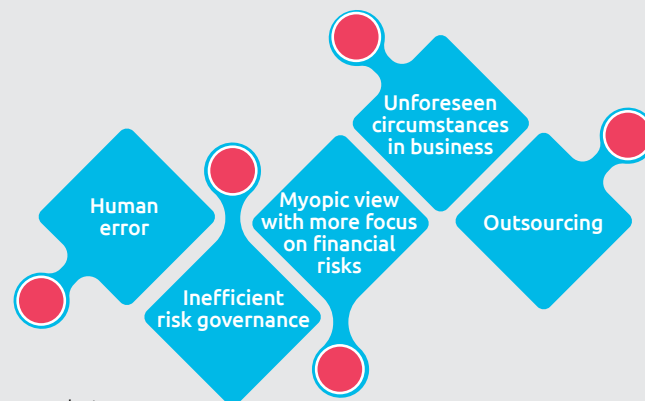 Unforeseen
circumstances
in business
Human
error
Myopic view
with more focus
on financial
risks
Outsourcing
Inefficient
risk governance